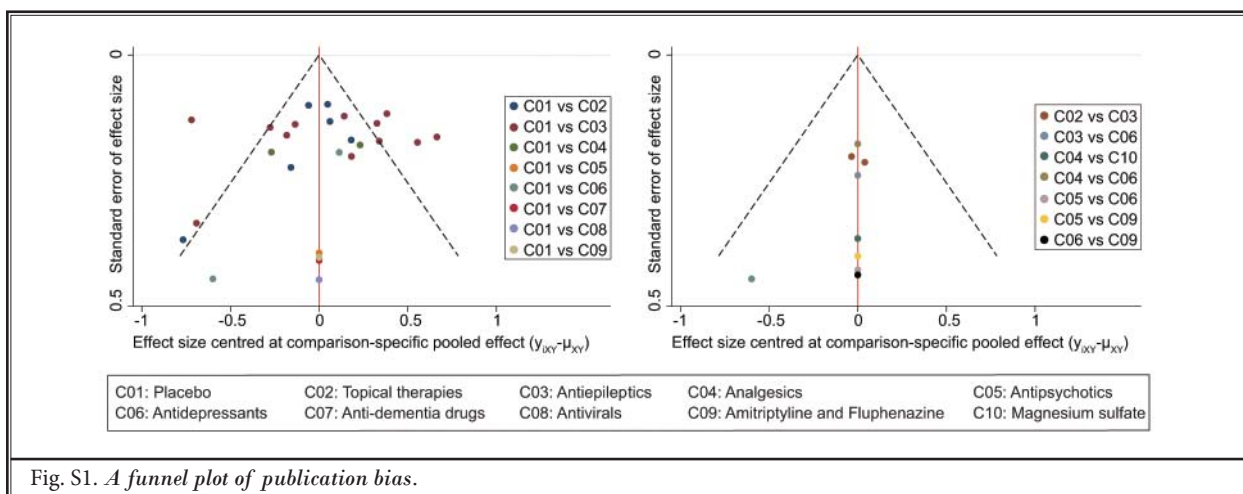 0
0.5
Standard error of effect size
-1
-0.5
0
0.5
1
Effect size centred at comparison-specific pooled effect (yiXY-μXY)
C01 vs C02
C01 vs C03
C01 vs C04
C01 vs C05
C01 vs C06
C01 vs C07
C01 vs C08
C01 vs C09
0
0.5
Standard error of effect size
-1
-0.5
0
0.5
1
Effect size centred at comparison-specific pooled effect (yiXY-μXY)
C02 vs C03
C03 vs C06
C04 vs C10
C04 vs C06
C05 vs C06
C05 vs C09
C06 vs C09
C01: Placebo C02: Topical therapies C03: Antiepileptics C04: Analgesics C05: Antipsychotics
C06: Antidepressants C07: Anti-dementia drugs C08: Antivirals C09: Amitriptyline and Fluphenazine C10: Magnesium sulfate
Fig. S1. A funnel plot of publication bias.